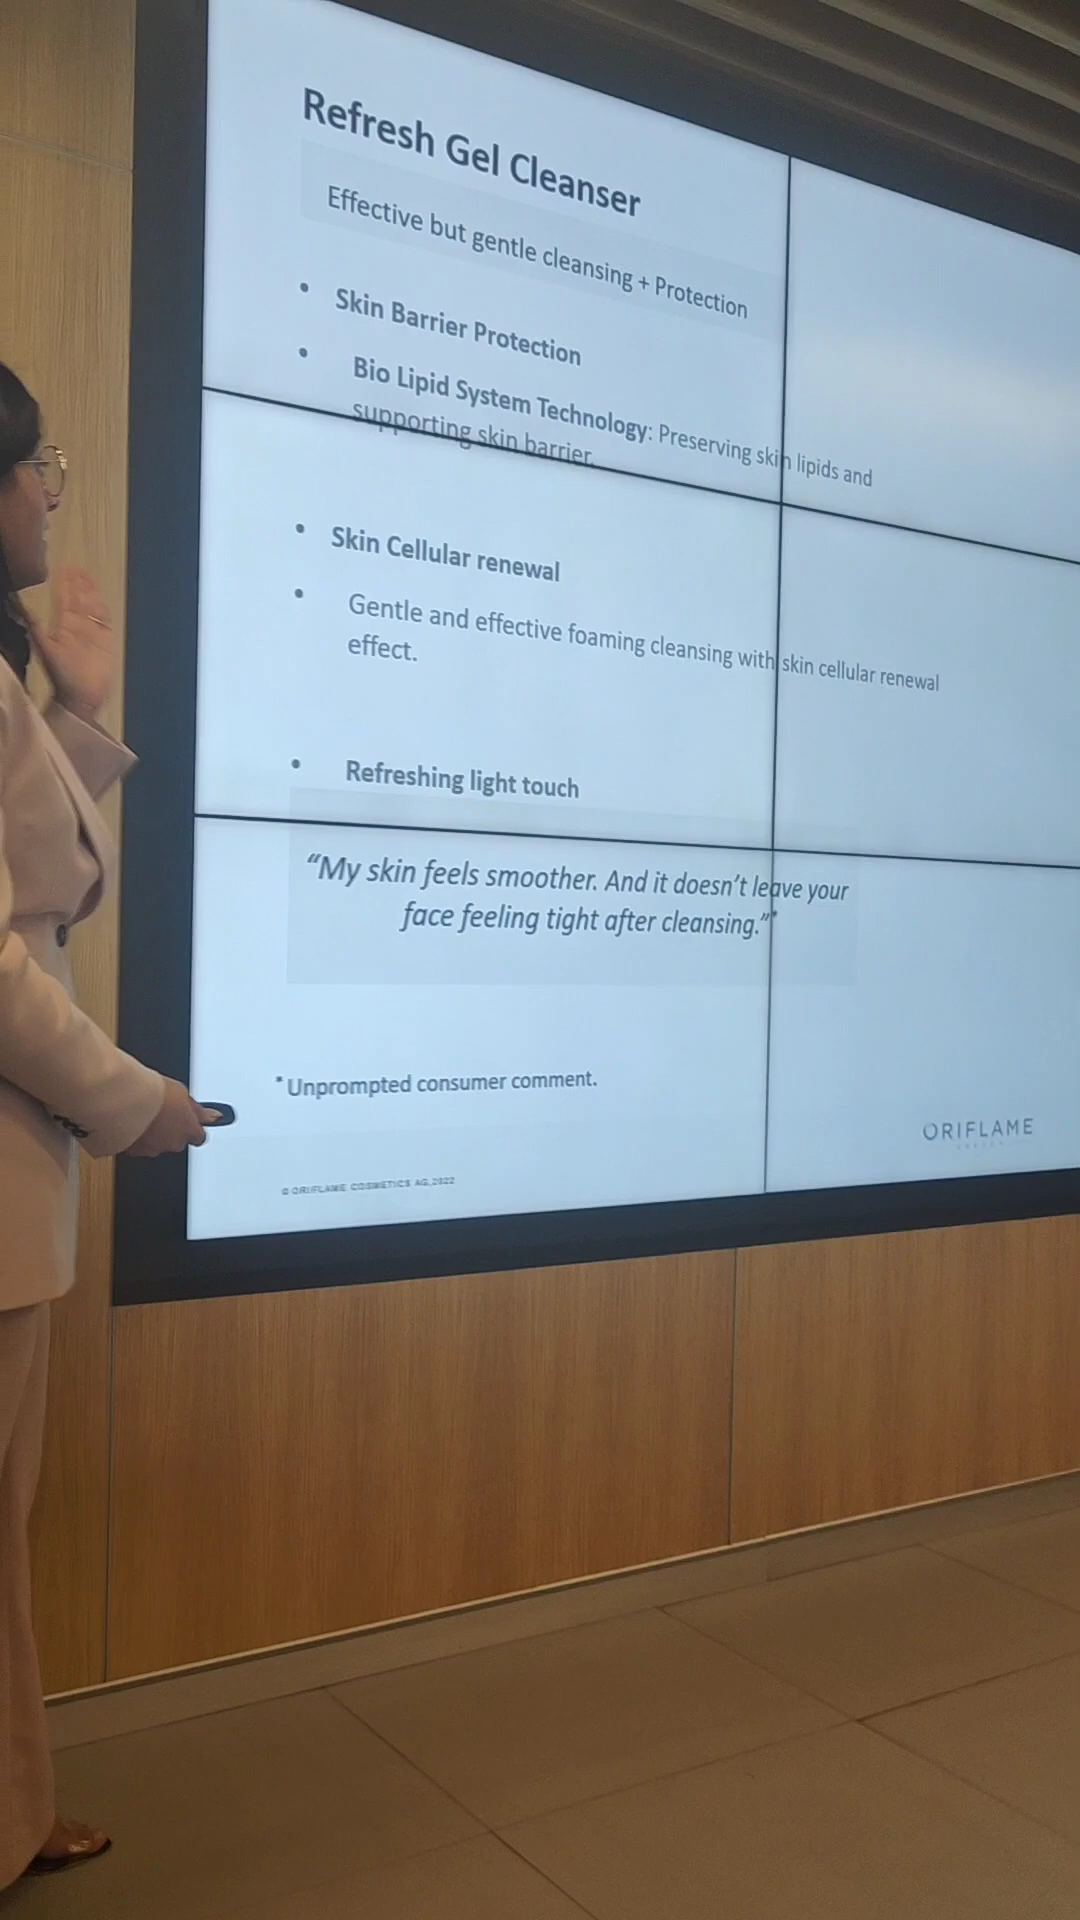 Refresh Gel Cleanser
Effective but gentle cleansing + Protection
• Skin Barrier Protection
• Bio Lipid System Technology: Preserving skin lipids and
supporting skin barrier.
• Skin Cellular renewal
• Gentle and effective foaming cleansing with skin cellular renewal
effect.
• Refreshing light touch
“My skin feels smoother. And it doesn’t leave your
face feeling tight after cleansing.”*
*Unprompted consumer comment.
ORIFLAME
© ORIFLAME COSMETICS AG, 2022